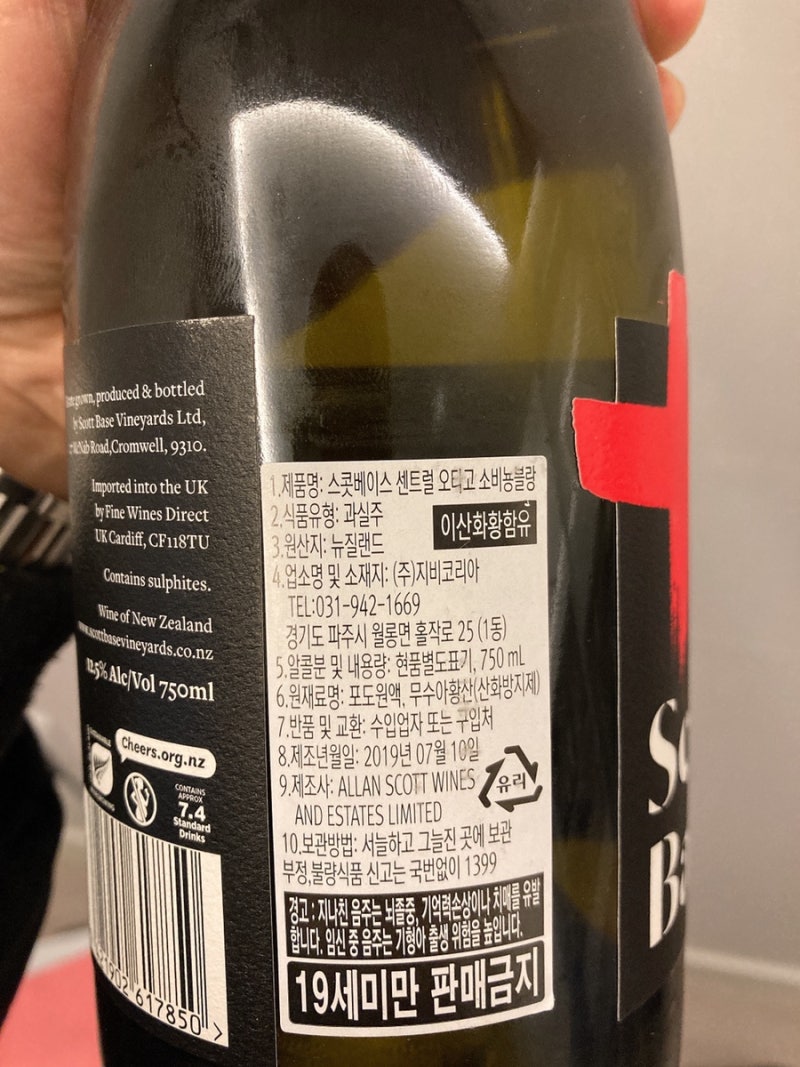 grown, produced & bottled
by Scott Base Vineyards Ltd,
Road, Cromwell, 9310.
Imported into the UK
by Fine Wines Direct
UK Cardiff, CF118TU
Contains sulphites.
Wine of New Zealand
www.scottbasevineyards.co.nz
12.5% Alc/Vol 750ml
Cheers.org.nz
CONTAINS
APPROX
7.4
Standard
Drinks
617850
1.제품명: 스콧베이스 센트럴 오타고 소비뇽블랑
2.식품유형: 과실주
이산화황함유
3.원산지: 뉴질랜드
4.업소명 및 소재지: (주)지비코리아
TEL:031-942-1669
경기도 파주시 월롱면 홀작로 25 (1동)
5.알콜분 및 내용량: 현품별도표기, 750 mL
6.원재료명: 포도원액, 무수아황산(산화방지제)
7.반품 및 교환: 수입업자 또는 구입처
8.제조년월일: 2019년 07월 10일
9.제조사: ALLAN SCOTT WINES
AND ESTATES LIMITED
유리
10.보관방법: 서늘하고 그늘진 곳에 보관
부정,불량식품 신고는 국번없이 1399
경고 : 지나친 음주는 뇌졸중, 기억력손상이나 치매를 유발
합니다. 임신 중 음주는 기형아 출생 위험을 높입니다.
19세미만 판매금지
Sc
Ba